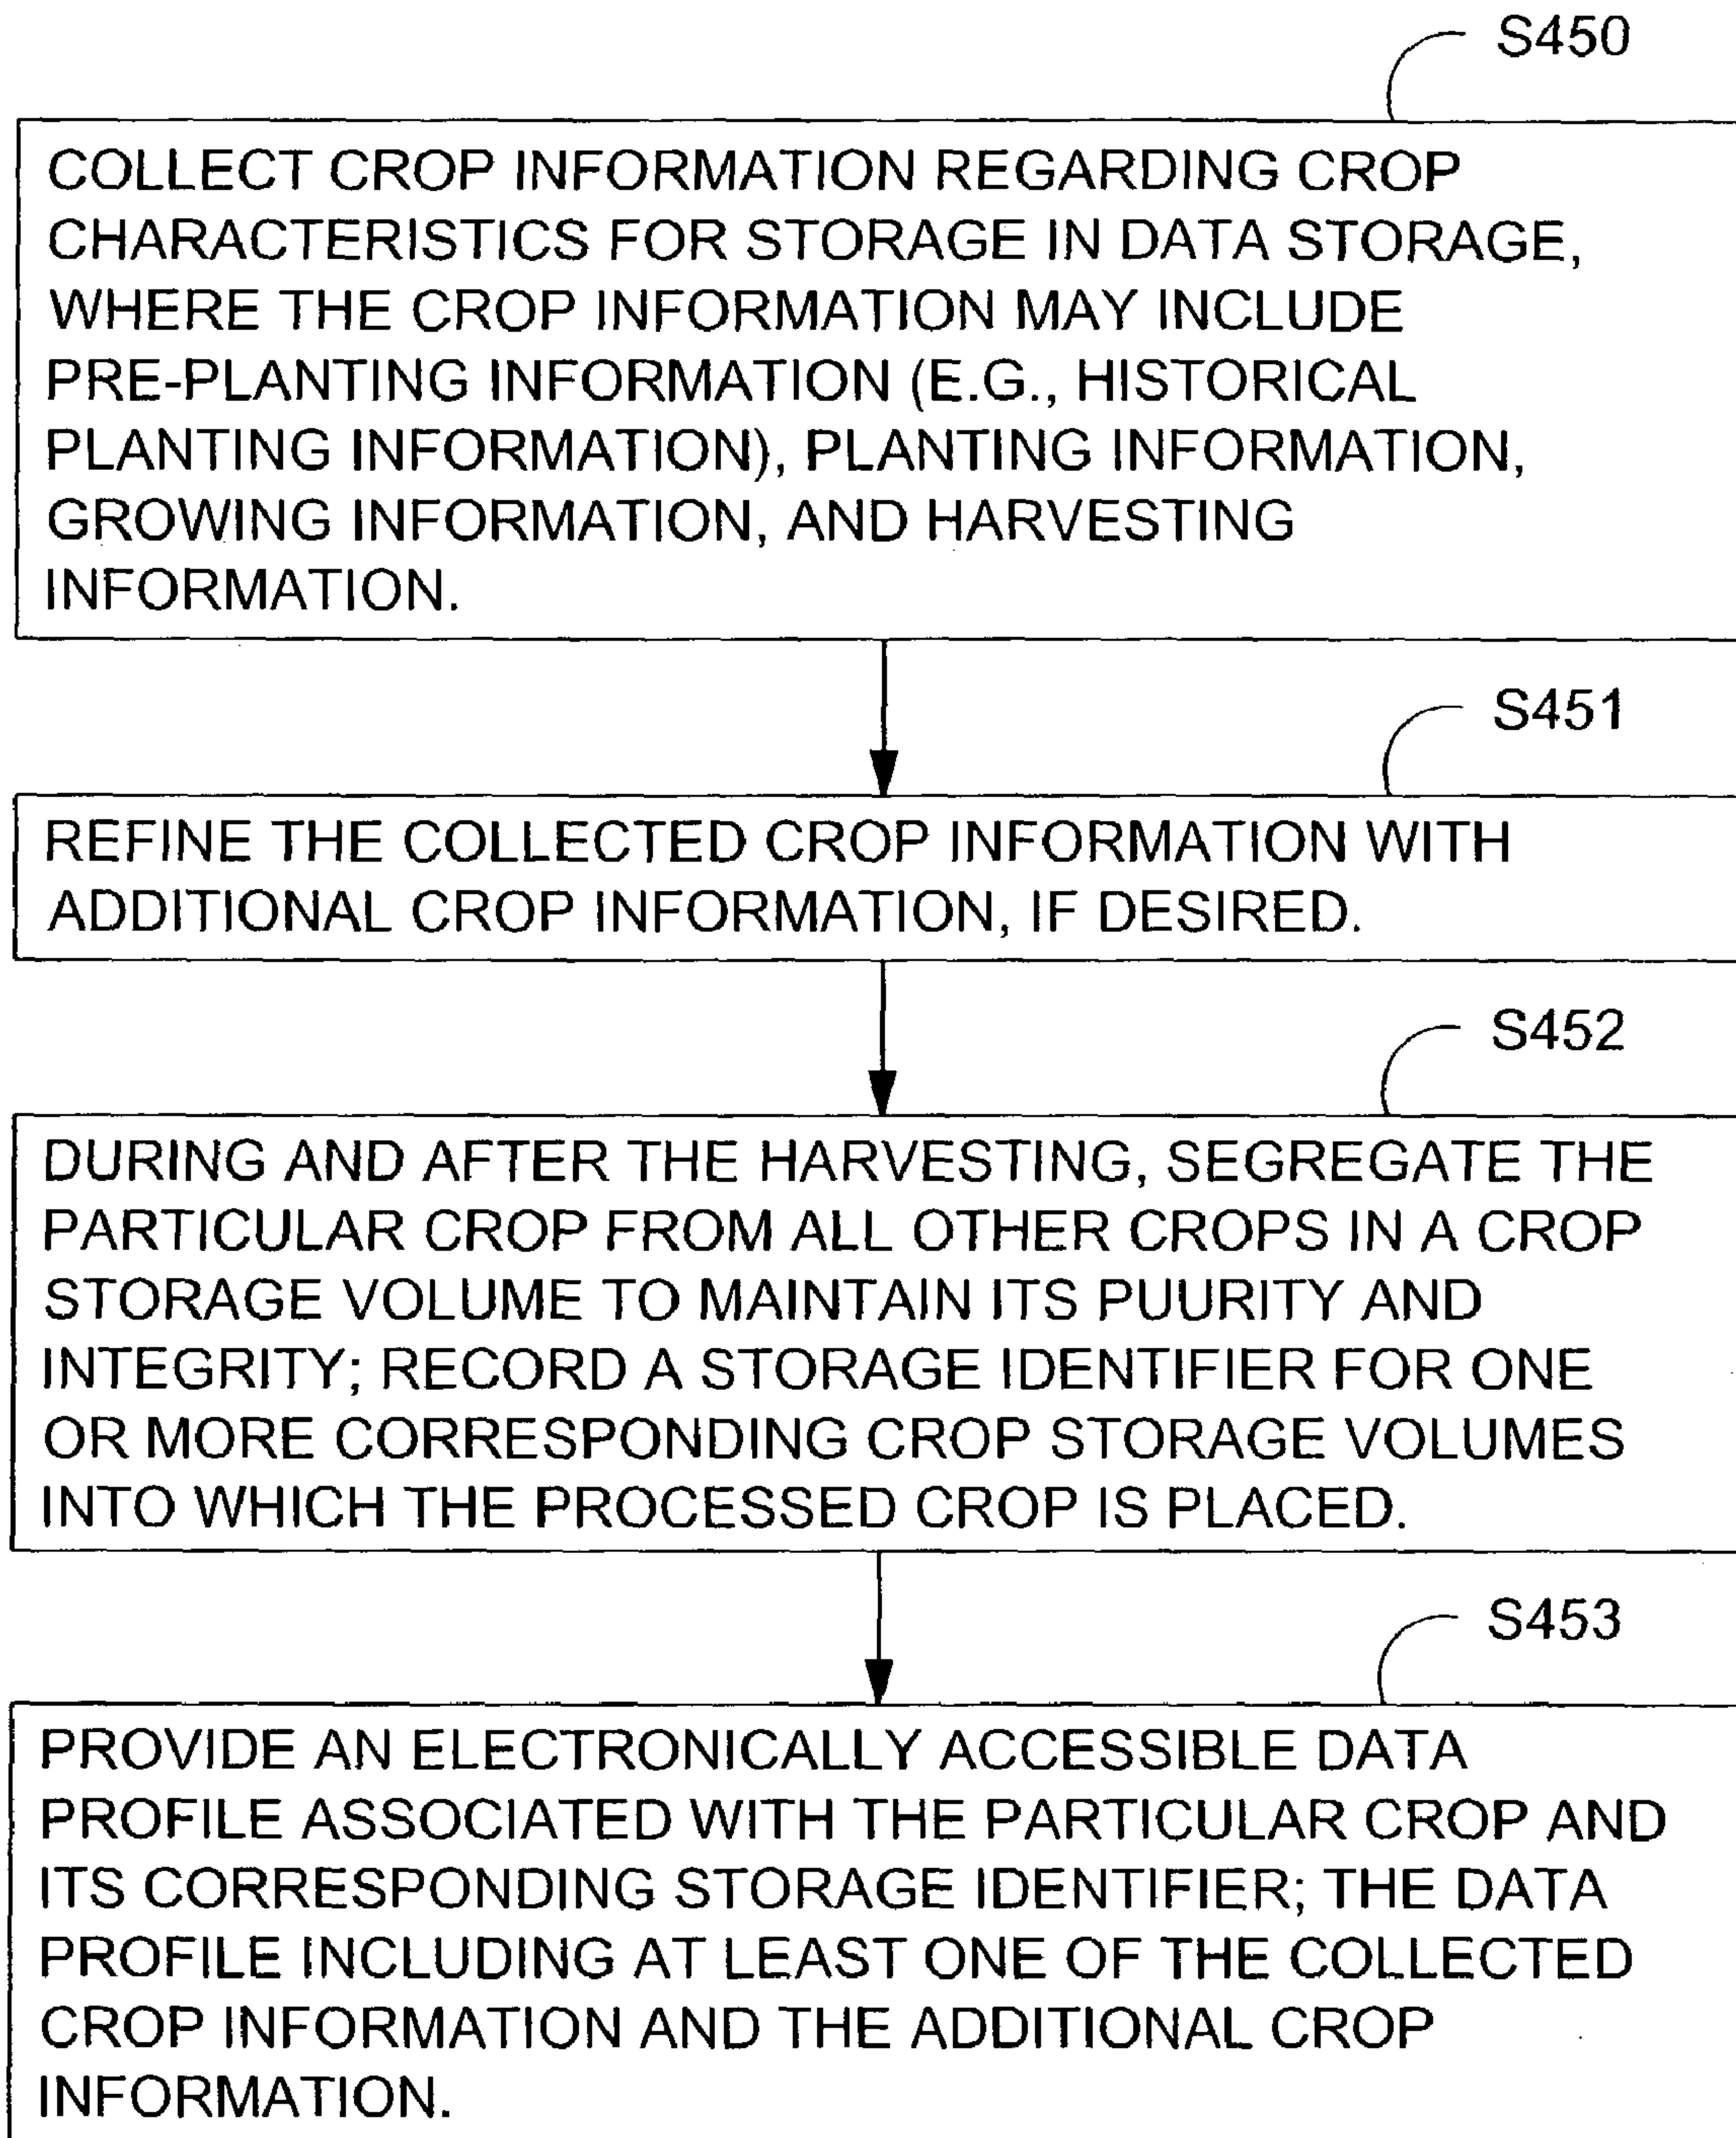 S450
COLLECT CROP INFORMATION REGARDING CROP
CHARACTERISTICS FOR STORAGE IN DATA STORAGE,
WHERE THE CROP INFORMATION MAY INCLUDE
PRE-PLANTING INFORMATION (E.G., HISTORICAL
PLANTING INFORMATION), PLANTING INFORMATION,
GROWING INFORMATION, AND HARVESTING
INFORMATION.
S451
REFINE THE COLLECTED CROP INFORMATION WITH
ADDITIONAL CROP INFORMATION, IF DESIRED.
S452
DURING AND AFTER THE HARVESTING, SEGREGATE THE
PARTICULAR CROP FROM ALL OTHER CROPS IN A CROP
STORAGE VOLUME TO MAINTAIN ITS PUURITY AND
INTEGRITY; RECORD A STORAGE IDENTIFIER FOR ONE
OR MORE CORRESPONDING CROP STORAGE VOLUMES
INTO WHICH THE PROCESSED CROP IS PLACED.
S453
PROVIDE AN ELECTRONICALLY ACCESSIBLE DATA
PROFILE ASSOCIATED WITH THE PARTICULAR CROP AND
ITS CORRESPONDING STORAGE IDENTIFIER; THE DATA
PROFILE INCLUDING AT LEAST ONE OF THE COLLECTED
CROP INFORMATION AND THE ADDITIONAL CROP
INFORMATION.